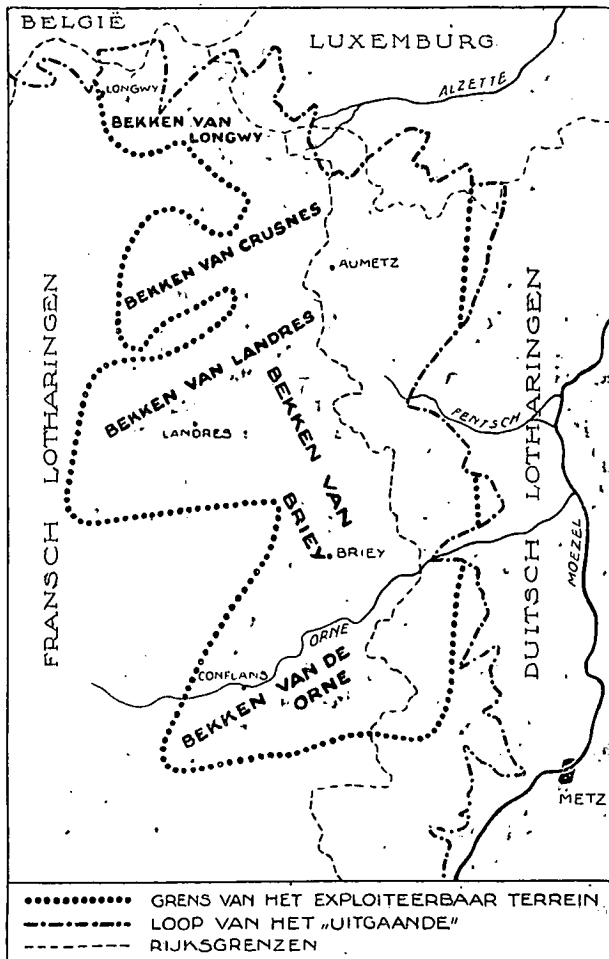 BELGIË
LUXEMBURG
ALZETTE
LONGWY
BEKKEN VAN
LONGWY
BEKKEN VAN CRUSNES
AUMETZ
FRANSCH LOTHARINGEN
BEKKEN VAN LANDRES
LANDRES
BEKKEN VAN
BRIEY
BRIEY
FENTSCH
DUITSCH LOTHARINGEN
MOEZEL
ORNE
CONFLANS
BEKKEN VAN DE
ORNE
METZ
GRENS VAN HET EXPLOITEERBAAR TERREIN
LOOP VAN HET „UITGAANDE"
RIJKSGRENZEN